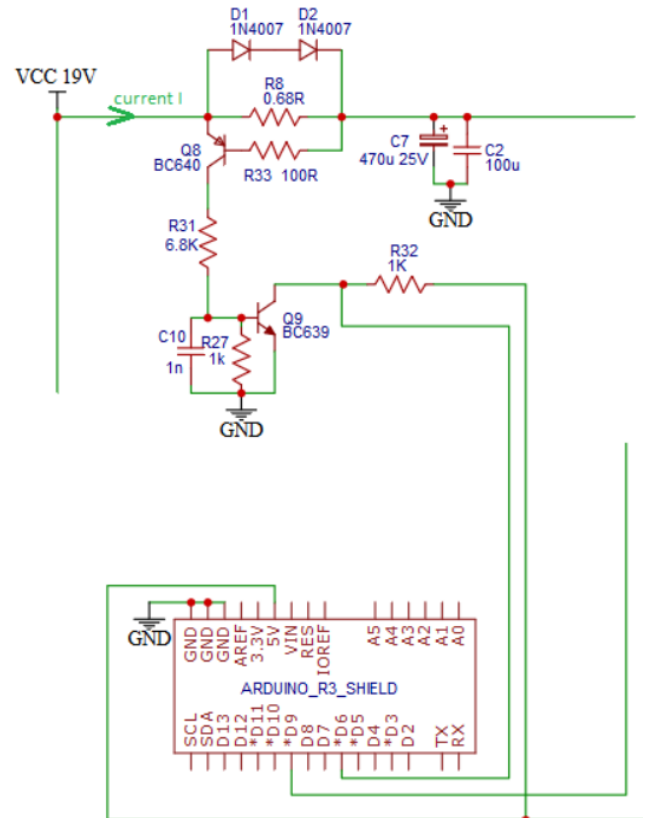 D1
1N4007
D2
1N4007
VCC 19V
current I
R8
0.68R
Q8
BC640
R33 100R
C7
470u 25V
+
C2
100u
GND
R31
6.8K
R32
1K
Q9
BC639
C10
1n
R27
1k
GND
GND
GND
GND
GND
AREF
3.3V
5V
VIN
RES
IOREF
A5
A4
A3
A2
A1
A0
ARDUINO_R3_SHIELD
SCL
SDA
D13
D12
*D11
*D10
*D9
D8
D7
*D6
*D5
D4
*D3
D2
TX
RX